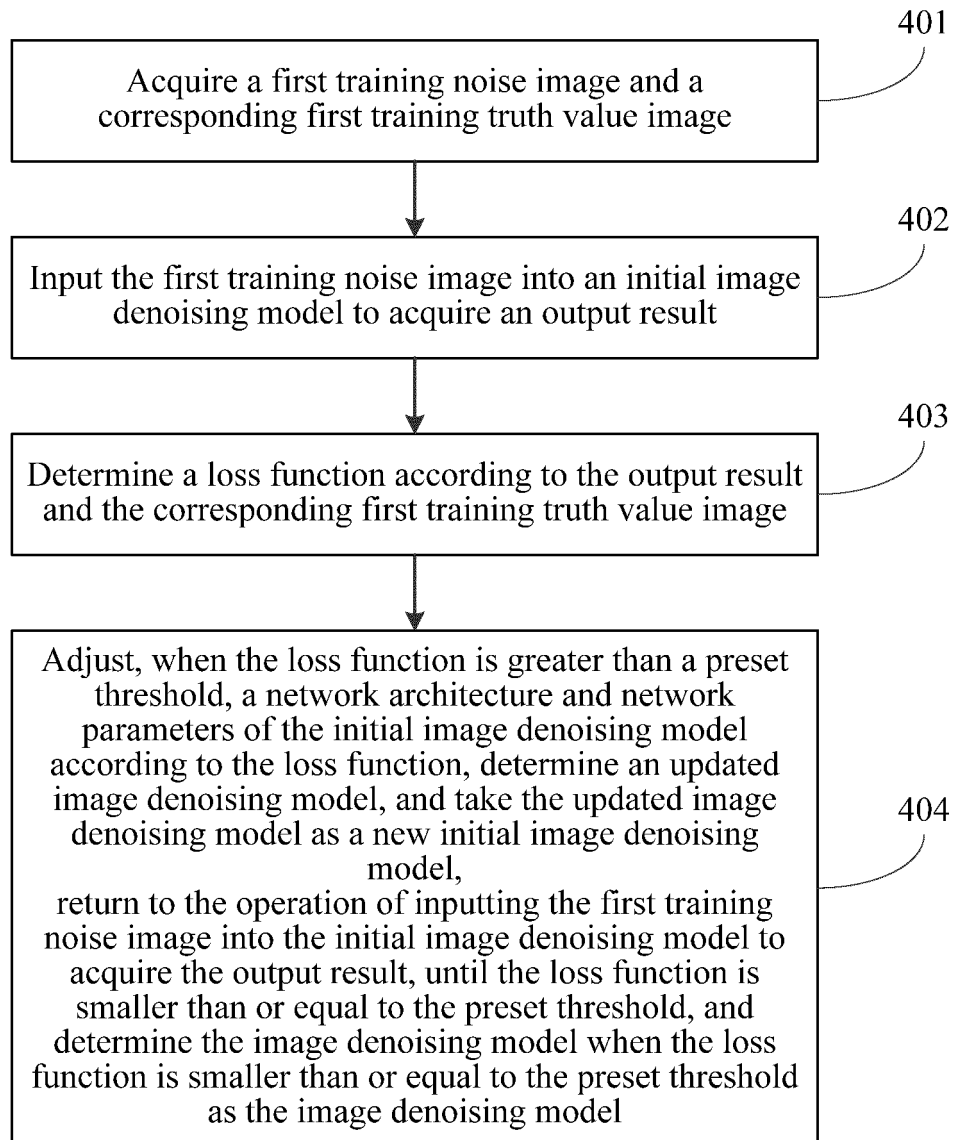 401
Acquire a first training noise image and a
corresponding first training truth value image
402
Input the first training noise image into an initial image
denoising model to acquire an output result
403
Determine a loss function according to the output result
and the corresponding first training truth value image
404
Adjust, when the loss function is greater than a preset
threshold, a network architecture and network
parameters of the initial image denoising model
according to the loss function, determine an updated
image denoising model, and take the updated image
denoising model as a new initial image denoising
model,
return to the operation of inputting the first training
noise image into the initial image denoising model to
acquire the output result, until the loss function is
smaller than or equal to the preset threshold, and
determine the image denoising model when the loss
function is smaller than or equal to the preset threshold
as the image denoising model